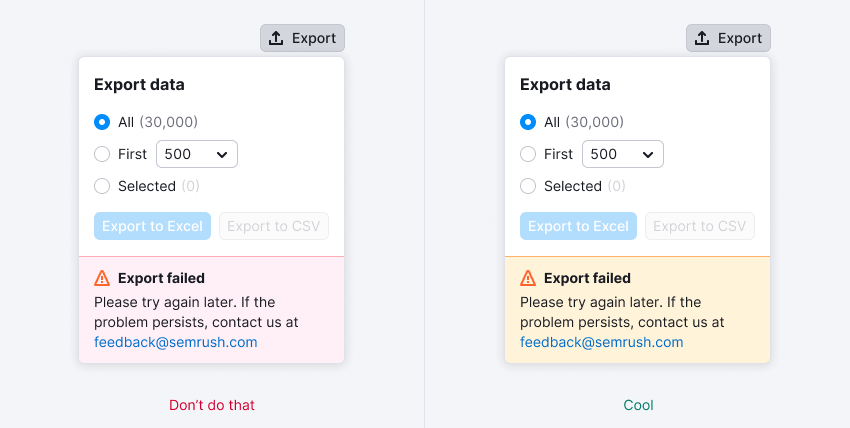 Export
Export data
All (30,000)
First 500
Selected (0)
Export to Excel Export to CSV
Export failed
Please try again later. If the
problem persists, contact us at
feedback@semrush.com
Don’t do that
Export
Export data
All (30,000)
First 500
Selected (0)
Export to Excel Export to CSV
Export failed
Please try again later. If the
problem persists, contact us at
feedback@semrush.com
Cool